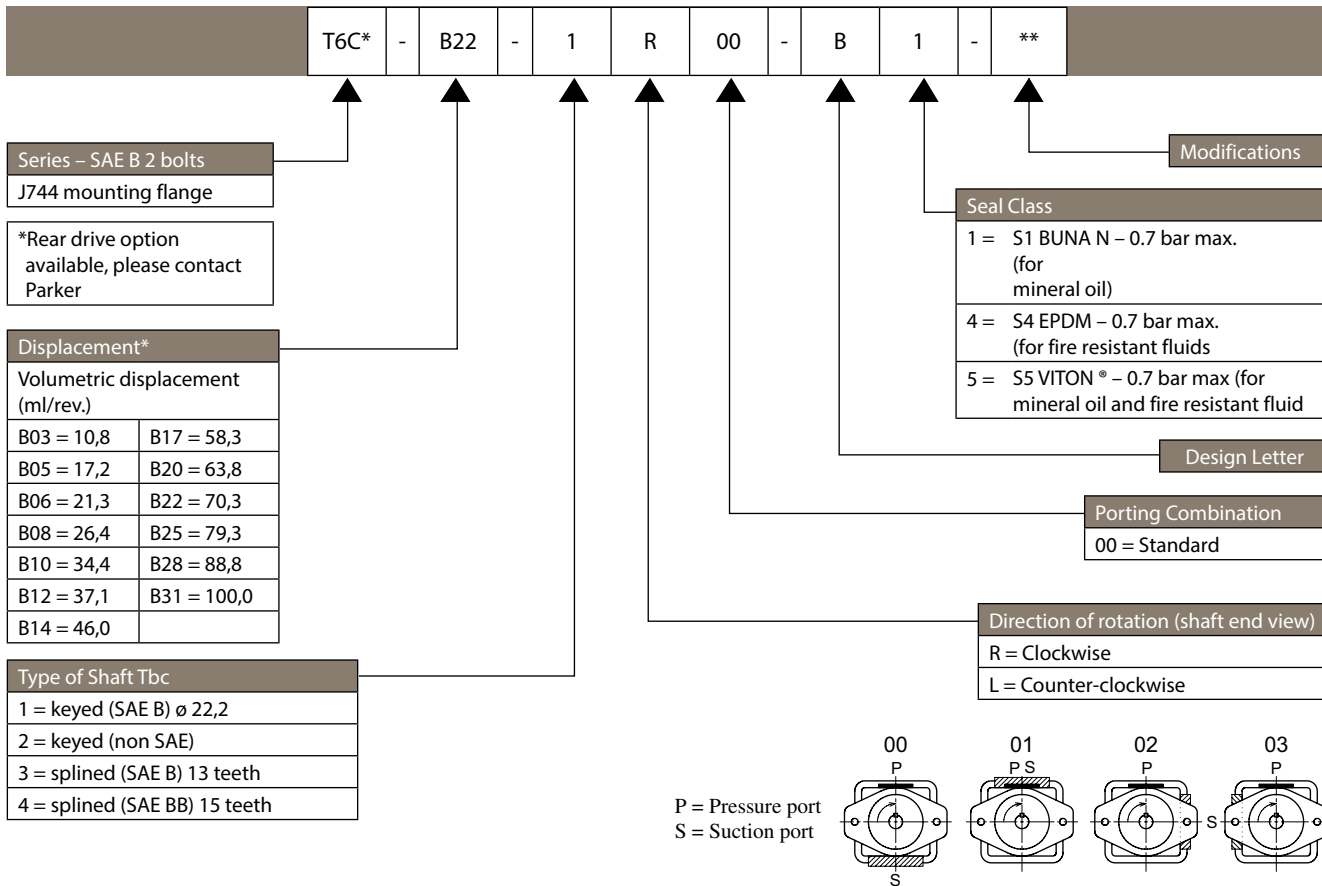 T6C* - B22 - 1 R 00 - B 1 - **
Series – SAE B 2 bolts
J744 mounting flange
*Rear drive option
available, please contact
Parker
Displacement*
Volumetric displacement
(ml/rev.)
B03 = 10,8 B17 = 58,3
B05 = 17,2 B20 = 63,8
B06 = 21,3 B22 = 70,3
B08 = 26,4 B25 = 79,3
B10 = 34,4 B28 = 88,8
B12 = 37,1 B31 = 100,0
B14 = 46,0
Type of Shaft Tbc
1 = keyed (SAE B) ø 22,2
2 = keyed (non SAE)
3 = splined (SAE B) 13 teeth
4 = splined (SAE BB) 15 teeth
Modifications
Seal Class
1 = S1 BUNA N – 0.7 bar max.
(for
mineral oil)
4 = S4 EPDM – 0.7 bar max.
(for fire resistant fluids
5 = S5 VITON ® – 0.7 bar max (for
mineral oil and fire resistant fluid
Design Letter
Porting Combination
00 = Standard
Direction of rotation (shaft end view)
R = Clockwise
L = Counter-clockwise
P = Pressure port
S = Suction port
00 01 02 03
P P S P P
S
S